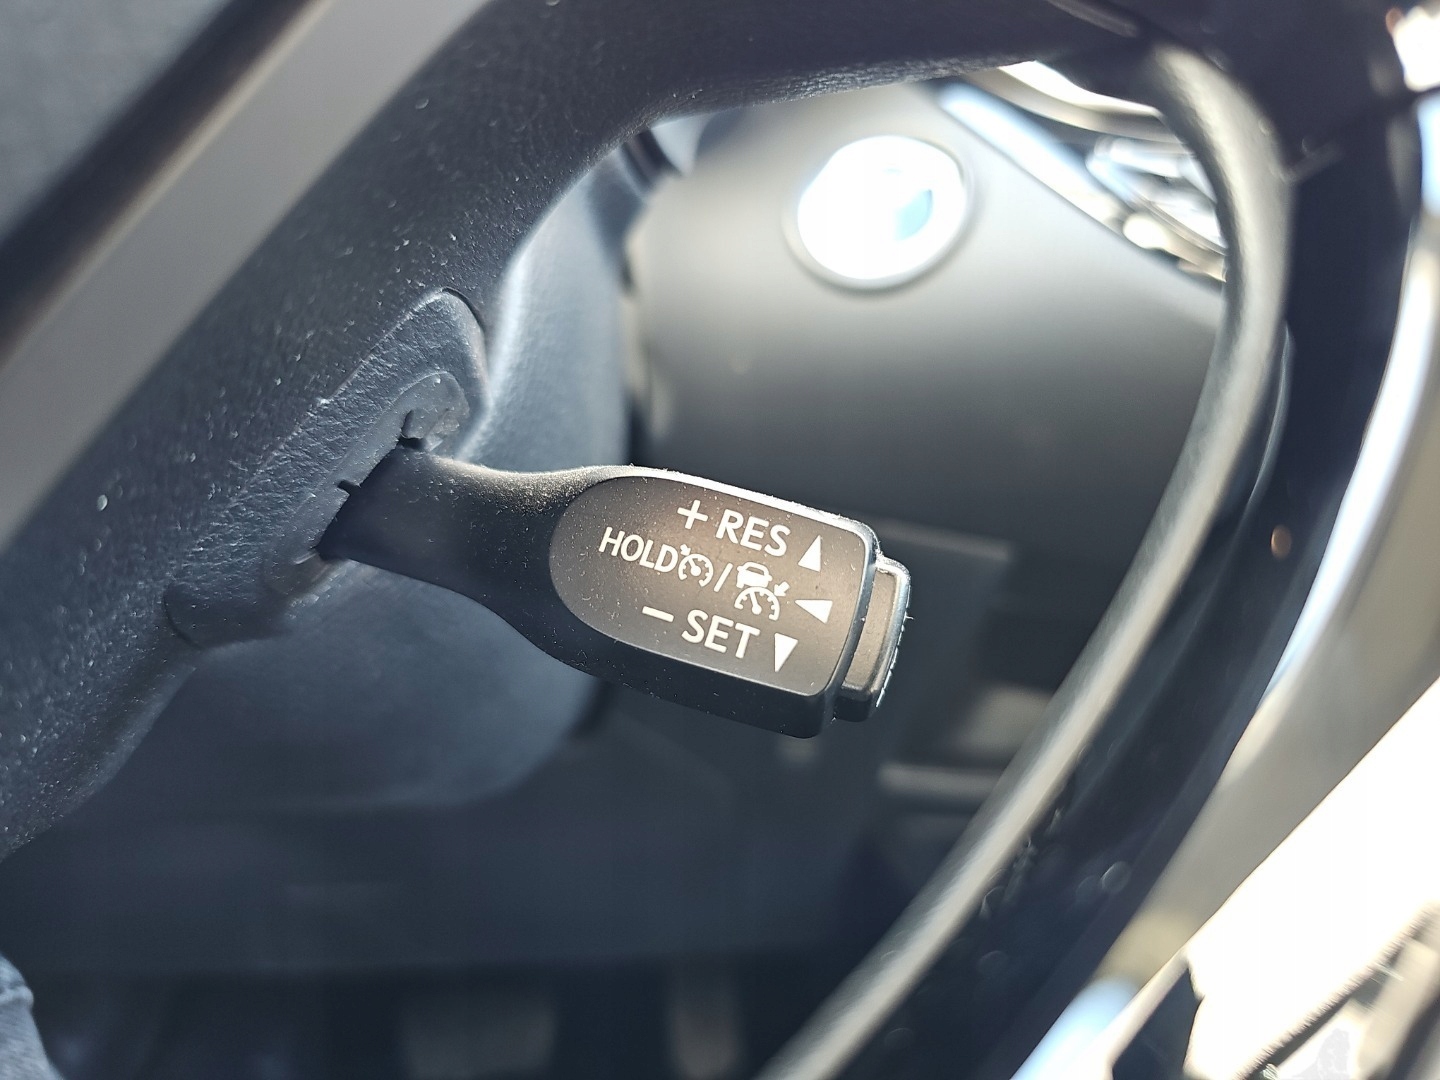 + RES
HOLD /
− SET